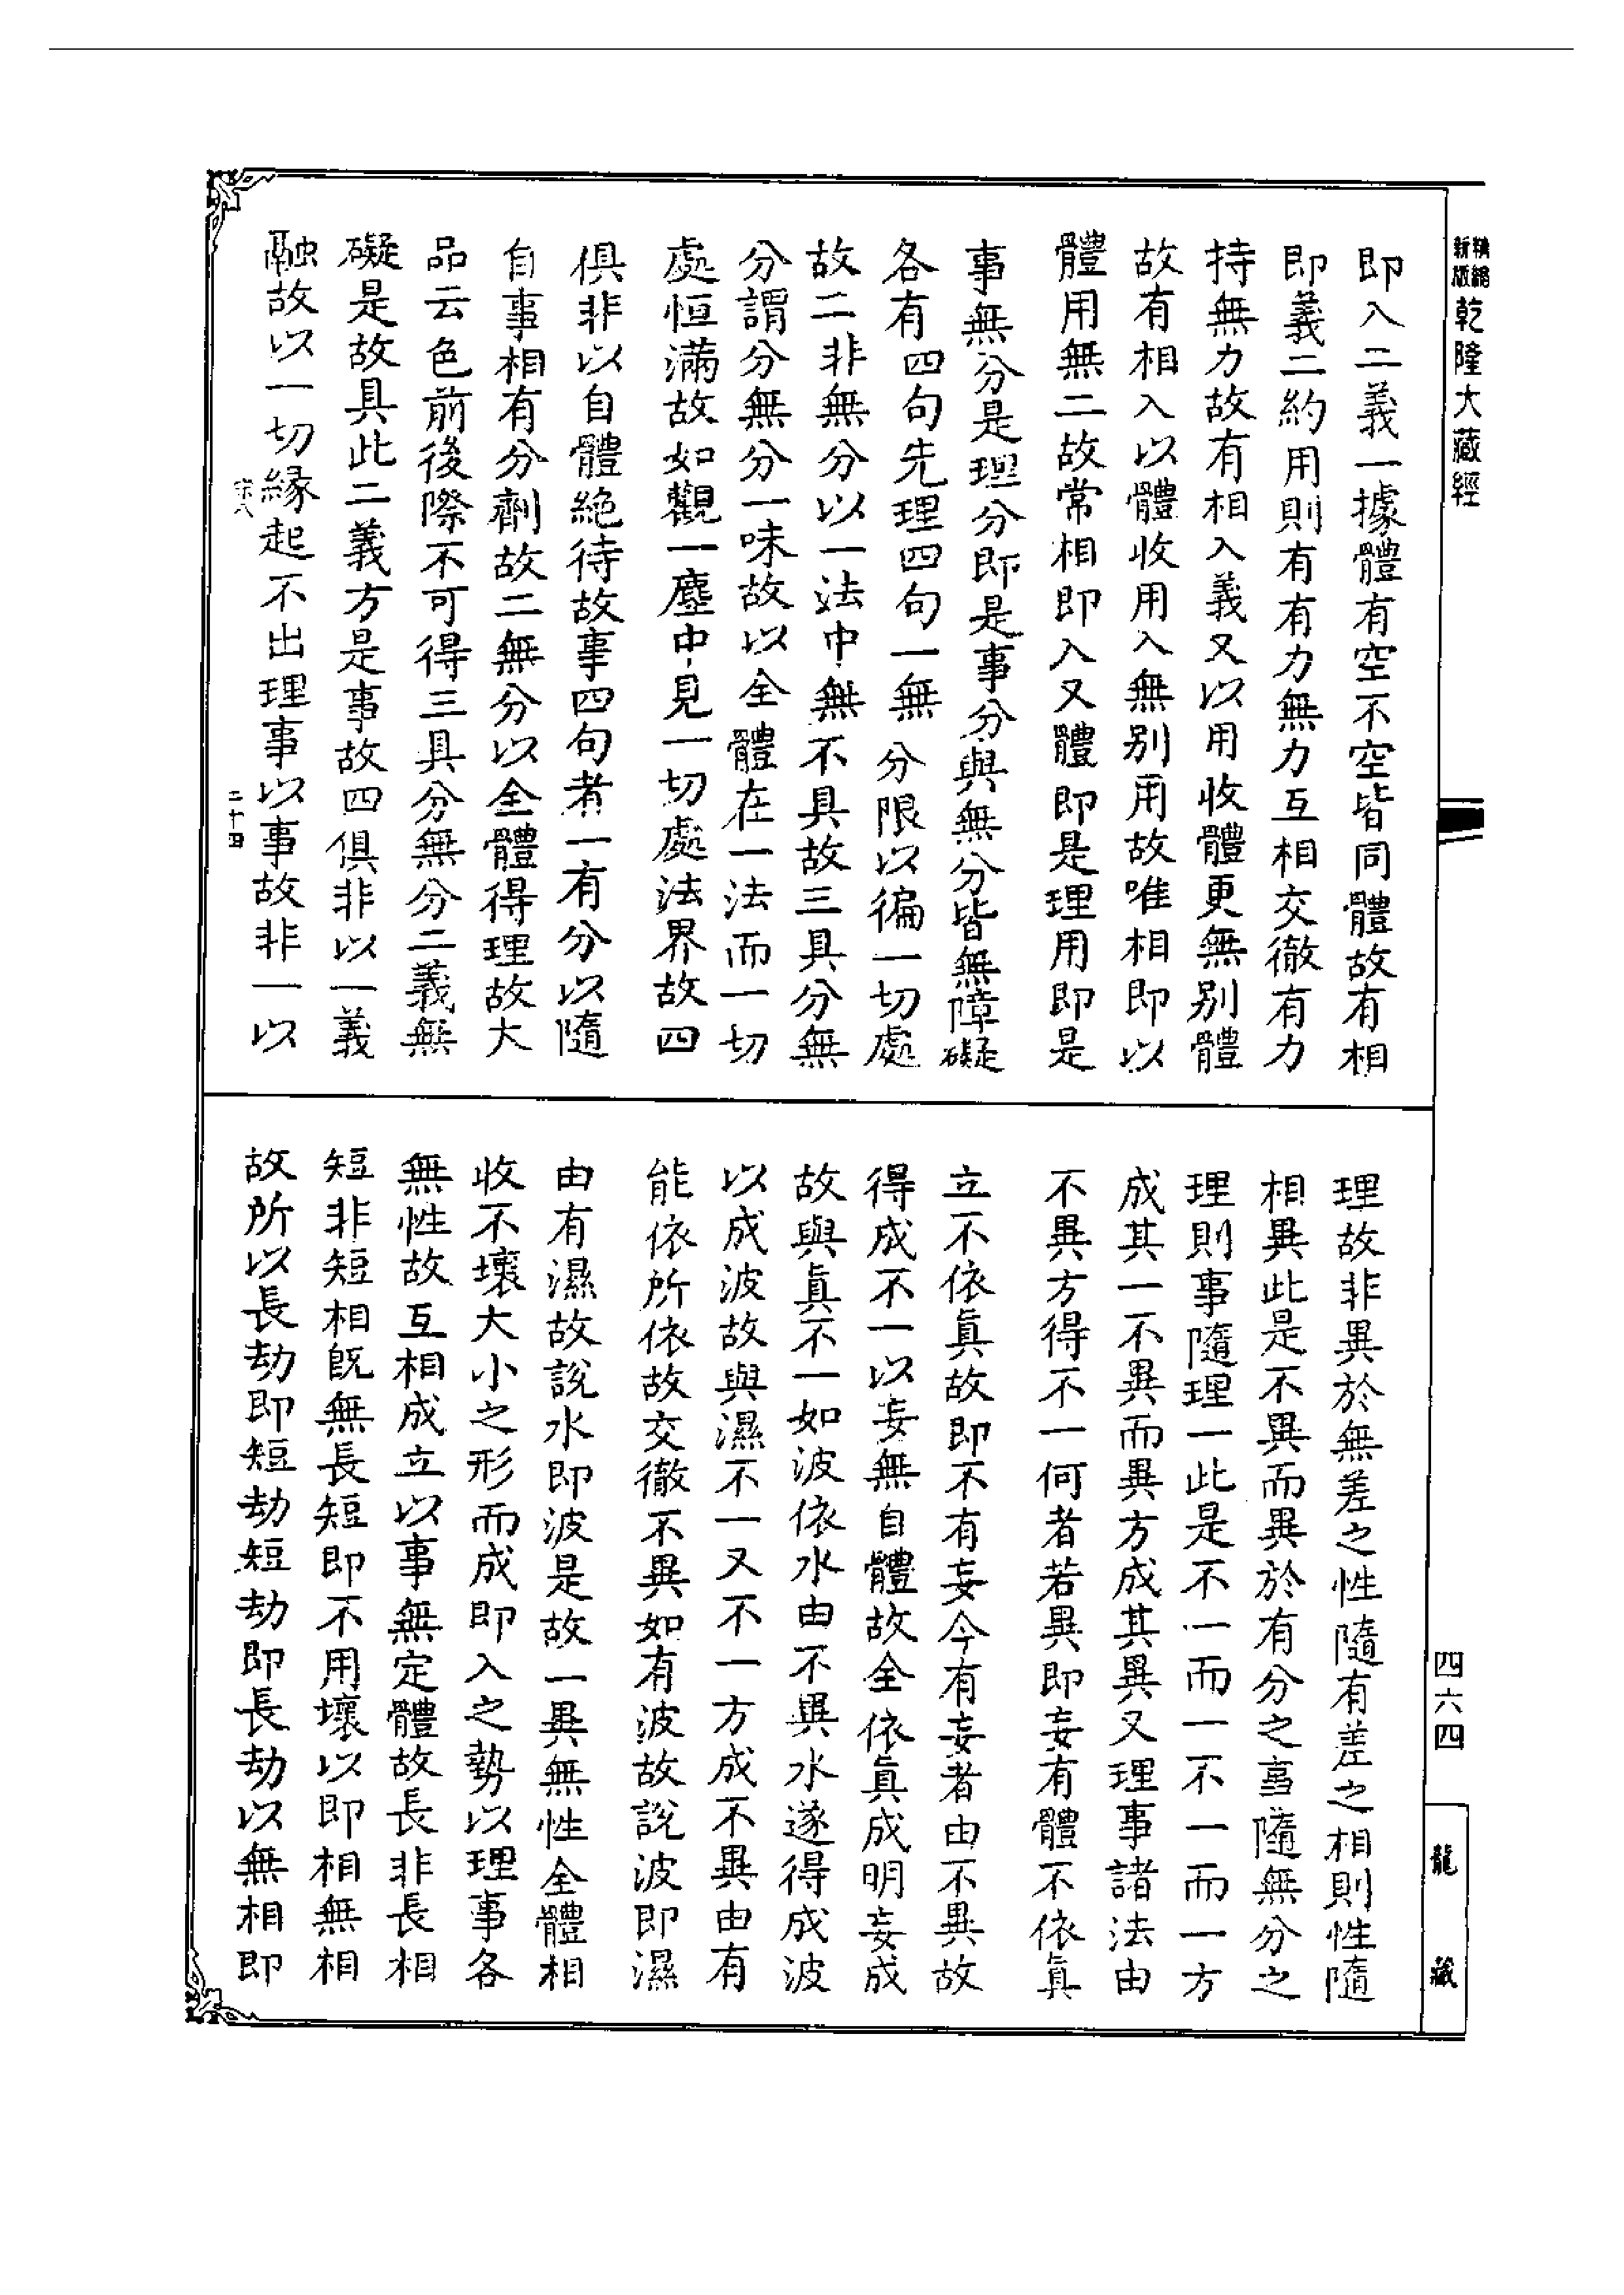 精縮
新版
乾隆大藏經
即入二義一據體有空不空皆同體故有相
即義二約用則有有力無力互相交徹有力
持無力故有相入義又以用收體更無别體
故有相入以體收用入無别用故唯相即以
體用無二故常相即入又體即是理用即是
事無分是理分即是事分與無分皆無障礙
各有四句先理四句一無分限以徧一切處
故二非無分以一法中無不具故三具分無
分謂分無分一味故以全體在一法而一切
處恒滿故如觀一塵中見一切處法界故四
俱非以自體絶待故事四句者一有分以隨
自事相有分劑故二無分以全體得理故大
品云色前後際不可得三具分無分二義無
礙是故具此二義方是事故四俱非以一義
融故以一切緣起不出理事以事故非一以
二十四
理故非異於無差之性隨有差之相則性隨
相異此是不異而異於有分之事隨無分之
理則事隨理一此是不一而一不一而一方
成其一不異而異方成其異又理事諸法由
不異方得不一何者若異即妄有體不依真
立不依真故即不有妄今有妄者由不異故
得成不一以妄無自體故全依真成明妄成
故與真不一如波依水由不異水遂得成波
以成波故與濕不一又不一方成不異由有
能依所依故交徹不異如有波故說波即濕
由有濕故說水即波是故一異無性全體相
收不壞大小之形而成即入之勢以理事各
無性故互相成立以事無定體故長非長相
短非短相旣無長短即不用壞以即相無相
故所以長劫即短劫短劫即長劫以無相即
四六四
龍藏